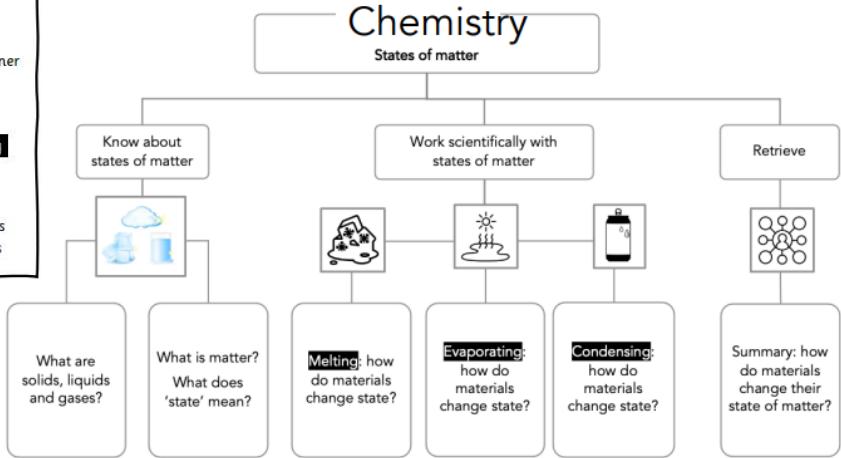 Chemistry
States of matter
Know about
states of matter
Work scientifically with
states of matter
Retrieve
What are
solids, liquids
and gases?
What is matter?
What does
‘state’ mean?
Melting: how
do materials
change state?
Evaporating:
how do
materials
change state?
Condensing:
how do
materials
change state?
Summary: how
do materials
change their
state of matter?